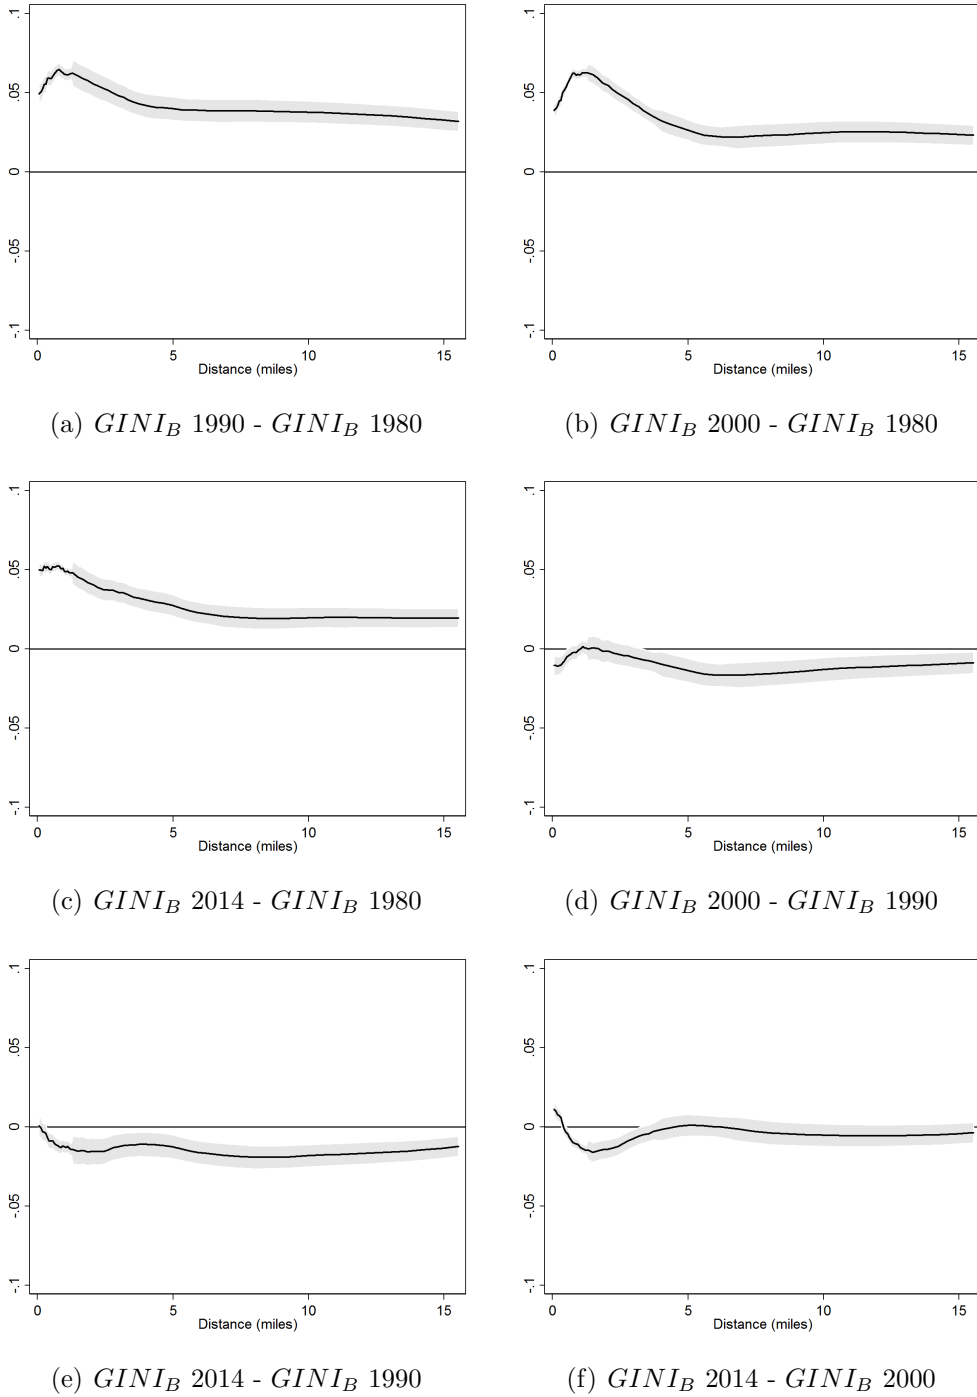 .1 .1
.05 .05
0 0
-.05 -.05
-.1 -.1
0 5 10 15 0 5 10 15
Distance (miles) Distance (miles)
(a) GINI_B 1990 - GINI_B 1980 (b) GINI_B 2000 - GINI_B 1980
.1 .1
.05 .05
0 0
-.05 -.05
-.1 -.1
0 5 10 15 0 5 10 15
Distance (miles) Distance (miles)
(c) GINI_B 2014 - GINI_B 1980 (d) GINI_B 2000 - GINI_B 1990
.1 .1
.05 .05
0 0
-.05 -.05
-.1 -.1
0 5 10 15 0 5 10 15
Distance (miles) Distance (miles)
(e) GINI_B 2014 - GINI_B 1990 (f) GINI_B 2014 - GINI_B 2000